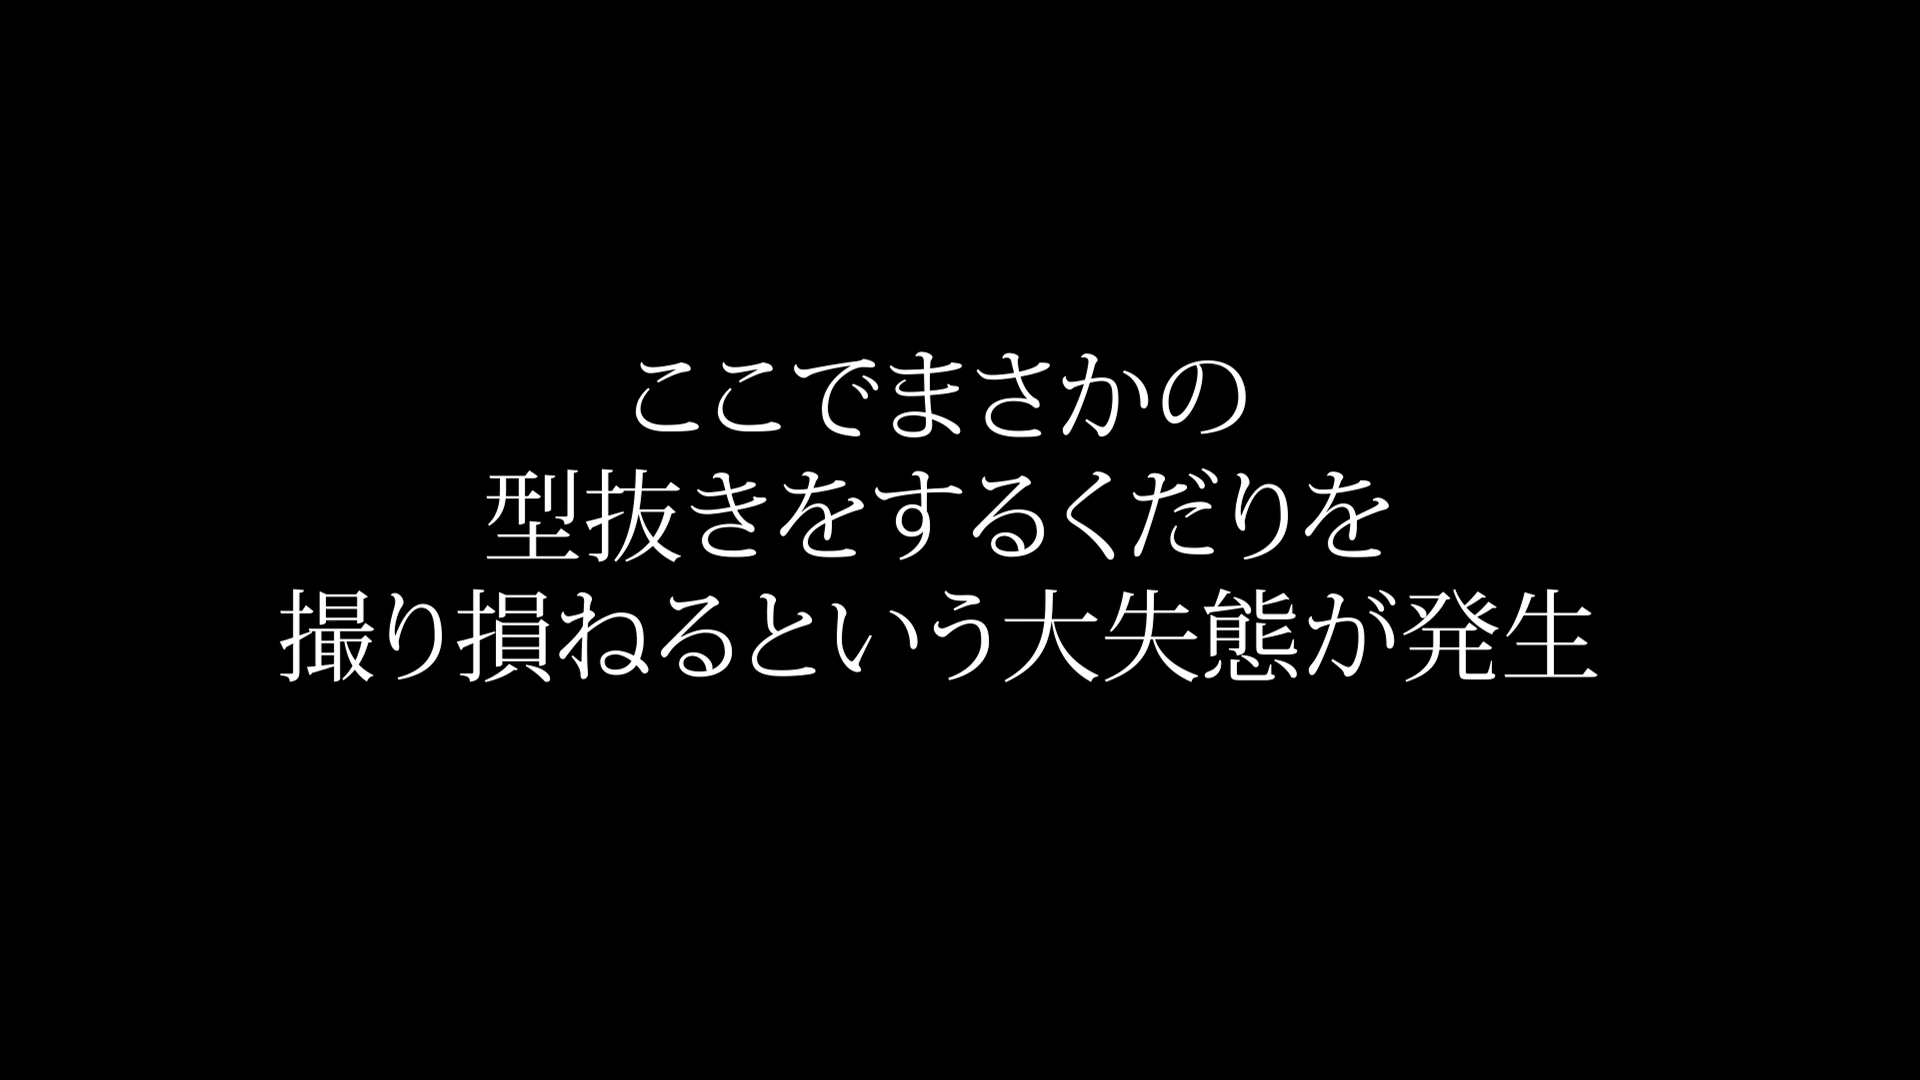 ここでまさかの
型抜きをするくだりを
撮り損ねるという大失態が発生